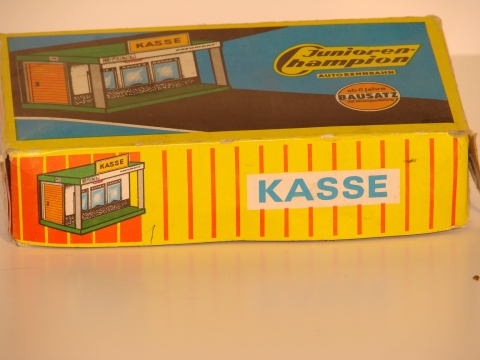 KASSE
Junioren-
Champion
AUTORENNBAHN
ab 6 Jahre
BAUSATZ
KASSE
KASSE